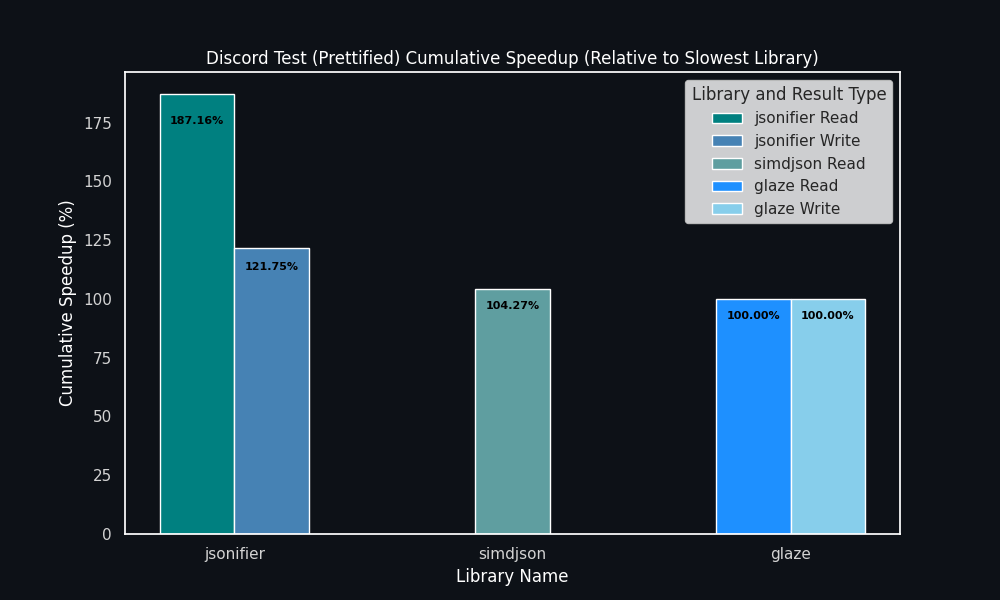 Discord Test (Prettified) Cumulative Speedup (Relative to Slowest Library)
Library and Result Type
jsonifier Read
jsonifier Write
simdjson Read
glaze Read
glaze Write
Cumulative Speedup (%)
175
150
125
100
75
50
25
0
187.16%
121.75%
104.27%
100.00%
100.00%
jsonifier
simdjson
glaze
Library Name